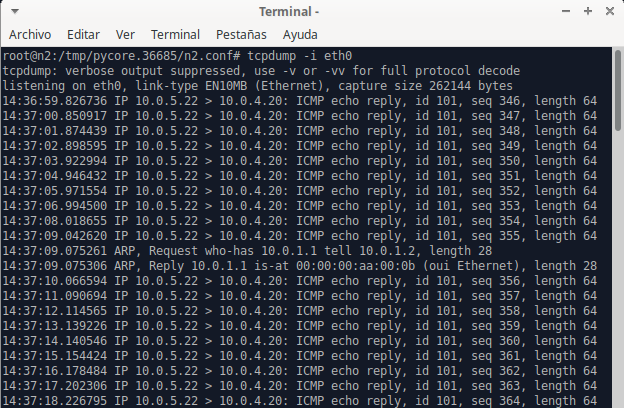 Terminal -
Archivo Editar Ver Terminal Pestañas Ayuda
root@n2:/tmp/pycore.36685/n2.conf# tcpdump -i eth0
tcpdump: verbose output suppressed, use -v or -vv for full protocol decode
listening on eth0, link-type EN10MB (Ethernet), capture size 262144 bytes
14:36:59.826736 IP 10.0.5.22 > 10.0.4.20: ICMP echo reply, id 101, seq 346, length 64
14:37:00.850917 IP 10.0.5.22 > 10.0.4.20: ICMP echo reply, id 101, seq 347, length 64
14:37:01.874439 IP 10.0.5.22 > 10.0.4.20: ICMP echo reply, id 101, seq 348, length 64
14:37:02.898595 IP 10.0.5.22 > 10.0.4.20: ICMP echo reply, id 101, seq 349, length 64
14:37:03.922994 IP 10.0.5.22 > 10.0.4.20: ICMP echo reply, id 101, seq 350, length 64
14:37:04.946432 IP 10.0.5.22 > 10.0.4.20: ICMP echo reply, id 101, seq 351, length 64
14:37:05.971554 IP 10.0.5.22 > 10.0.4.20: ICMP echo reply, id 101, seq 352, length 64
14:37:06.994500 IP 10.0.5.22 > 10.0.4.20: ICMP echo reply, id 101, seq 353, length 64
14:37:08.018655 IP 10.0.5.22 > 10.0.4.20: ICMP echo reply, id 101, seq 354, length 64
14:37:09.042620 IP 10.0.5.22 > 10.0.4.20: ICMP echo reply, id 101, seq 355, length 64
14:37:09.075261 ARP, Request who-has 10.0.1.1 tell 10.0.1.2, length 28
14:37:09.075306 ARP, Reply 10.0.1.1 is-at 00:00:00:aa:00:0b (oui Ethernet), length 28
14:37:10.066594 IP 10.0.5.22 > 10.0.4.20: ICMP echo reply, id 101, seq 356, length 64
14:37:11.090694 IP 10.0.5.22 > 10.0.4.20: ICMP echo reply, id 101, seq 357, length 64
14:37:12.114565 IP 10.0.5.22 > 10.0.4.20: ICMP echo reply, id 101, seq 358, length 64
14:37:13.139226 IP 10.0.5.22 > 10.0.4.20: ICMP echo reply, id 101, seq 359, length 64
14:37:14.140546 IP 10.0.5.22 > 10.0.4.20: ICMP echo reply, id 101, seq 360, length 64
14:37:15.154424 IP 10.0.5.22 > 10.0.4.20: ICMP echo reply, id 101, seq 361, length 64
14:37:16.178484 IP 10.0.5.22 > 10.0.4.20: ICMP echo reply, id 101, seq 362, length 64
14:37:17.202306 IP 10.0.5.22 > 10.0.4.20: ICMP echo reply, id 101, seq 363, length 64
14:37:18.226795 IP 10.0.5.22 > 10.0.4.20: ICMP echo reply, id 101, seq 364, length 64